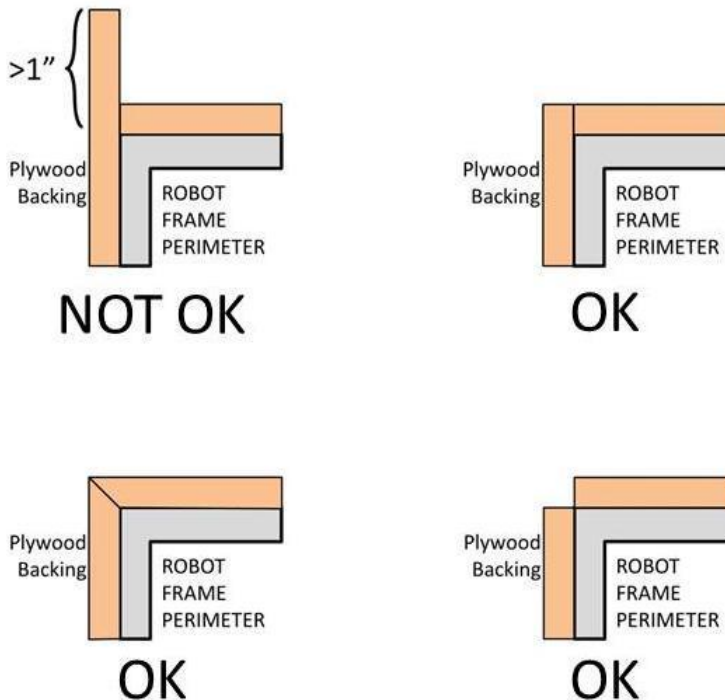 >1”
Plywood
Backing
ROBOT
FRAME
PERIMETER
NOT OK
Plywood
Backing
ROBOT
FRAME
PERIMETER
OK
Plywood
Backing
ROBOT
FRAME
PERIMETER
OK
Plywood
Backing
ROBOT
FRAME
PERIMETER
OK